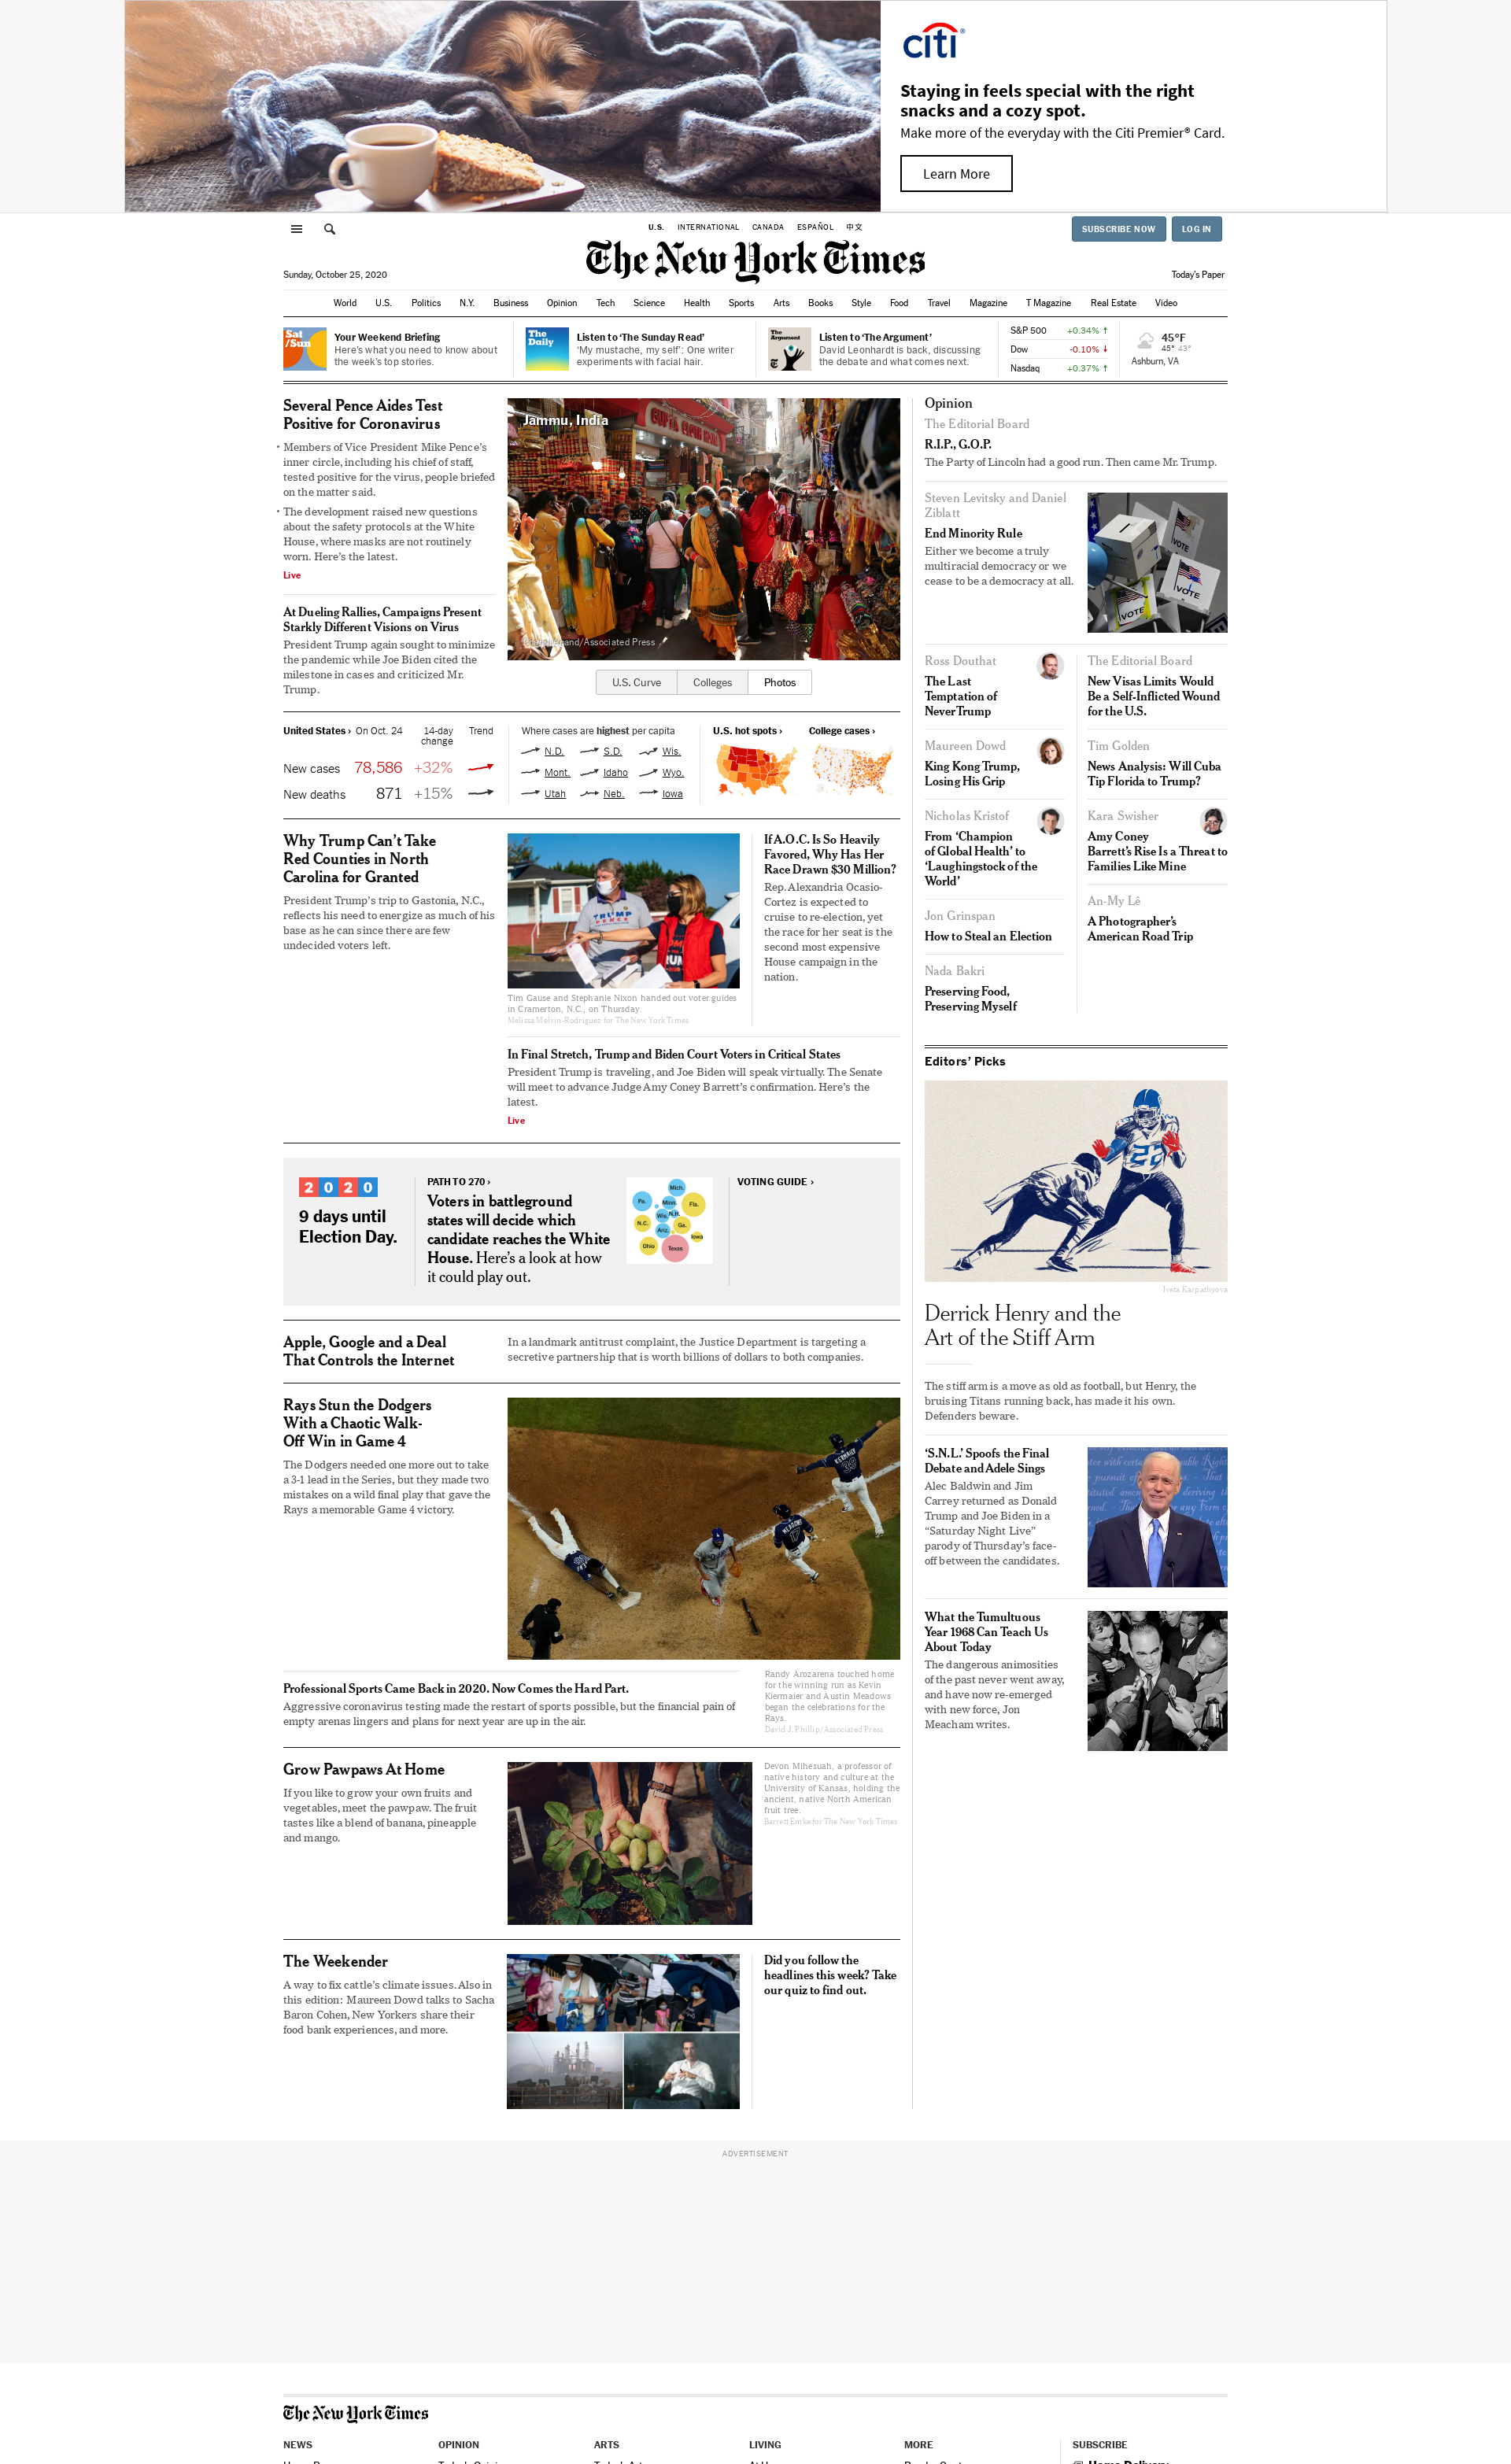 citi
Staying in feels special with the right
snacks and a cozy spot.
Make more of the everyday with the Citi Premier® Card.
Learn More
U.S. INTERNATIONAL CANADA ESPAÑOL 中文
SUBSCRIBE NOW LOG IN
The New York Times
Sunday, October 25, 2020
Today's Paper
World U.S. Politics N.Y. Business Opinion Tech Science Health Sports Arts Books Style Food Travel Magazine T Magazine Real Estate Video
Sat
/Sun
Your Weekend Briefing
Here's what you need to know about
the week's top stories.
The
Daily
Listen to ‘The Sunday Read’
‘My mustache, my self’: One writer
experiments with facial hair.
The
Argument
Listen to ‘The Argument’
David Leonhardt is back, discussing
the debate and what comes next.
S&P 500 +0.34% ↑
Dow -0.10% ↓
Nasdaq +0.37% ↑
45°F
45° 43°
Ashburn, VA
Several Pence Aides Test
Positive for Coronavirus
• Members of Vice President Mike Pence’s
inner circle, including his chief of staff,
tested positive for the virus, people briefed
on the matter said.
• The development raised new questions
about the safety protocols at the White
House, where masks are not routinely
worn. Here’s the latest.
Live
At Dueling Rallies, Campaigns Present
Starkly Different Visions on Virus
President Trump again sought to minimize
the pandemic while Joe Biden cited the
milestone in cases and criticized Mr.
Trump.
Jammu, India
/Associated Press
U.S. Curve Colleges Photos
United States › On Oct. 24 14-day
change Trend
New cases 78,586 +32%
New deaths 871 +15%
Where cases are highest per capita
N.D. S.D. Wis.
Mont. Idaho Wyo.
Utah Neb. Iowa
U.S. hot spots › College cases ›
Why Trump Can’t Take
Red Counties in North
Carolina for Granted
President Trump’s trip to Gastonia, N.C.,
reflects his need to energize as much of his
base as he can since there are few
undecided voters left.
TRUMP
PENCE
Tim Gause and Stephanie Nixon handed out voter guides
in Cramerton, N.C., on Thursday.
Melissa Melvin-Rodriguez for The New York Times
If A.O.C. Is So Heavily
Favored, Why Has Her
Race Drawn $30 Million?
Rep. Alexandria Ocasio-
Cortez is expected to
cruise to re-election, yet
the race for her seat is the
second most expensive
House campaign in the
nation.
In Final Stretch, Trump and Biden Court Voters in Critical States
President Trump is traveling, and Joe Biden will speak virtually. The Senate
will meet to advance Judge Amy Coney Barrett’s confirmation. Here’s the
latest.
Live
2020
9 days until
Election Day.
PATH TO 270 ›
Voters in battleground
states will decide which
candidate reaches the White
House. Here’s a look at how
it could play out.
Mich.
Pa. Minn. Fla.
Wis. N.H.
N.C. Ga.
Ariz. Iowa
Ohio Texas
VOTING GUIDE ›
Apple, Google and a Deal
That Controls the Internet
In a landmark antitrust complaint, the Justice Department is targeting a
secretive partnership that is worth billions of dollars to both companies.
Rays Stun the Dodgers
With a Chaotic Walk-
Off Win in Game 4
The Dodgers needed one more out to take
a 3-1 lead in the Series, but they made two
mistakes on a wild final play that gave the
Rays a memorable Game 4 victory.
KIERMAIER
39
MEADOWS
17
Professional Sports Came Back in 2020. Now Comes the Hard Part.
Aggressive coronavirus testing made the restart of sports possible, but the financial pain of
empty arenas lingers and plans for next year are up in the air.
Randy Arozarena touched home
for the winning run as Kevin
Kiermaier and Austin Meadows
began the celebrations for the
Rays.
David J. Phillip/Associated Press
Grow Pawpaws At Home
If you like to grow your own fruits and
vegetables, meet the pawpaw. The fruit
tastes like a blend of banana, pineapple
and mango.
Devon Mihesuah, a professor of
native history and culture at the
University of Kansas, holding the
ancient, native North American
fruit tree.
Barrett Emke for The New York Times
The Weekender
A way to fix cattle’s climate issues. Also in
this edition: Maureen Dowd talks to Sacha
Baron Cohen, New Yorkers share their
food bank experiences, and more.
Did you follow the
headlines this week? Take
our quiz to find out.
Opinion
The Editorial Board
R.I.P., G.O.P.
The Party of Lincoln had a good run. Then came Mr. Trump.
Steven Levitsky and Daniel
Ziblatt
End Minority Rule
Either we become a truly
multiracial democracy or we
cease to be a democracy at all.
VOTE
VOTE
VOTE
Ross Douthat
The Last
Temptation of
NeverTrump
Maureen Dowd
King Kong Trump,
Losing His Grip
Nicholas Kristof
From ‘Champion
of Global Health’ to
‘Laughingstock of the
World’
Jon Grinspan
How to Steal an Election
Nada Bakri
Preserving Food,
Preserving Myself
The Editorial Board
New Visas Limits Would
Be a Self-Inflicted Wound
for the U.S.
Tim Golden
News Analysis: Will Cuba
Tip Florida to Trump?
Kara Swisher
Amy Coney
Barrett’s Rise Is a Threat to
Families Like Mine
An-My Lê
A Photographer’s
American Road Trip
Editors’ Picks
22
Iveta Karpathyova
Derrick Henry and the
Art of the Stiff Arm
The stiff arm is a move as old as football, but Henry, the
bruising Titans running back, has made it his own.
Defenders beware.
‘S.N.L.’ Spoofs the Final
Debate and Adele Sings
Alec Baldwin and Jim
Carrey returned as Donald
Trump and Joe Biden in a
“Saturday Night Live”
parody of Thursday’s face-
off between the candidates.
What the Tumultuous
Year 1968 Can Teach Us
About Today
The dangerous animosities
of the past never went away,
and have now re-emerged
with new force, Jon
Meacham writes.
ADVERTISEMENT
The New York Times
NEWS OPINION ARTS LIVING MORE SUBSCRIBE